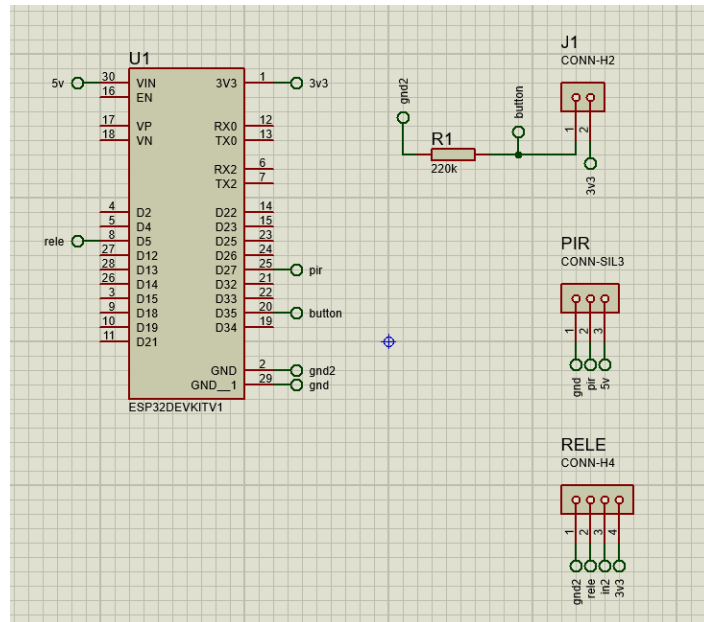 U1
5v 30 VIN 3V3 1 3v3
16 EN
17 VP RX0 12
18 VN TX0 13
RX2 6
TX2 7
4 D2 D22 14
5 D4 D23 15
rele 8 D5 D25 23
27 D12 D26 24
28 D13 D27 25 pir
26 D14 D32 21
3 D15 D33 22
9 D18 D35 20 button
10 D19 D34 19
11 D21
GND 2 gnd2
GND__1 29 gnd
ESP32DEVKITV1
gnd2
R1
220k
button
J1
CONN-H2
1 2
3v3
PIR
CONN-SIL3
1 2 3
gnd pir 5v
RELE
CONN-H4
1 2 3 4
gnd2 rele in2 3v3